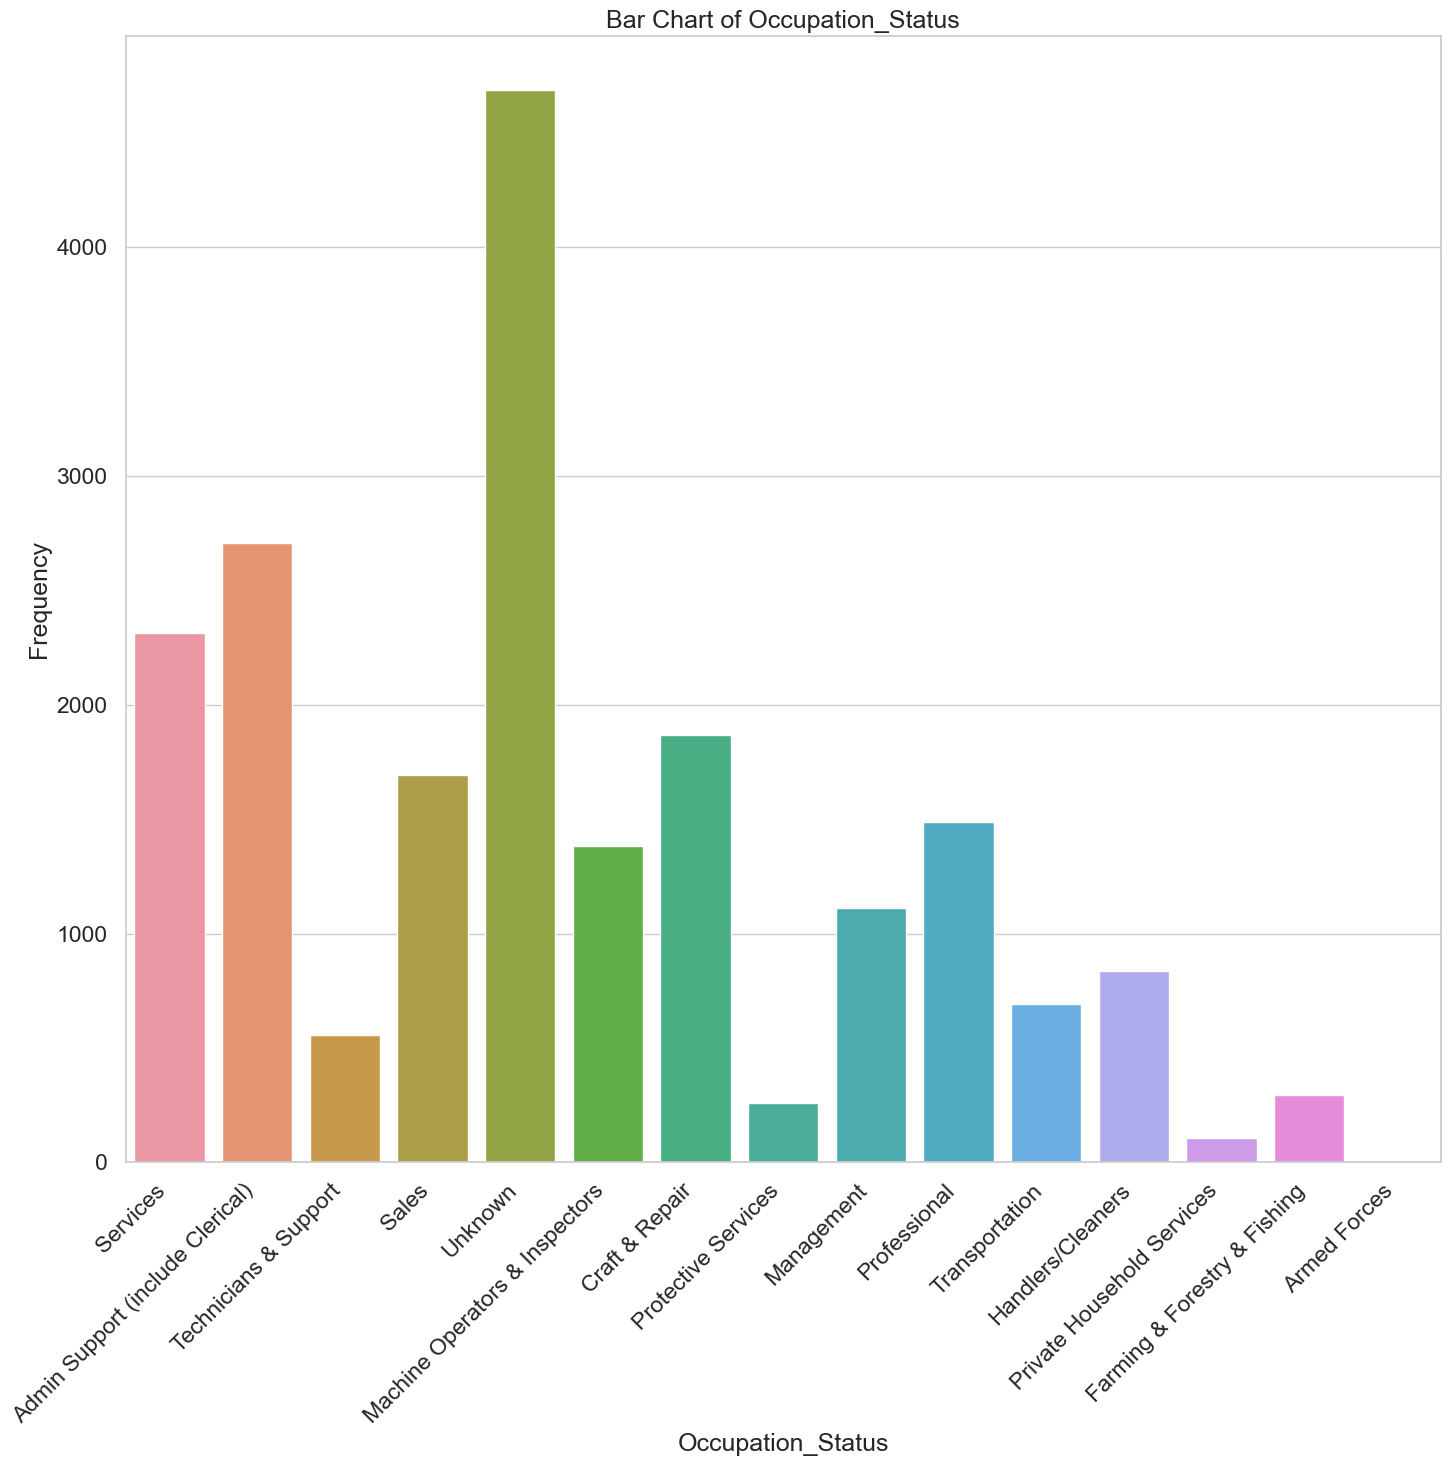 Bar Chart of Occupation_Status
Frequency
4000
3000
2000
1000
0
Services
Admin Support (include Clerical)
Technicians & Support
Sales
Unknown
Machine Operators & Inspectors
Craft & Repair
Protective Services
Management
Professional
Transportation
Handlers/Cleaners
Private Household Services
Farming & Forestry & Fishing
Armed Forces
Occupation_Status